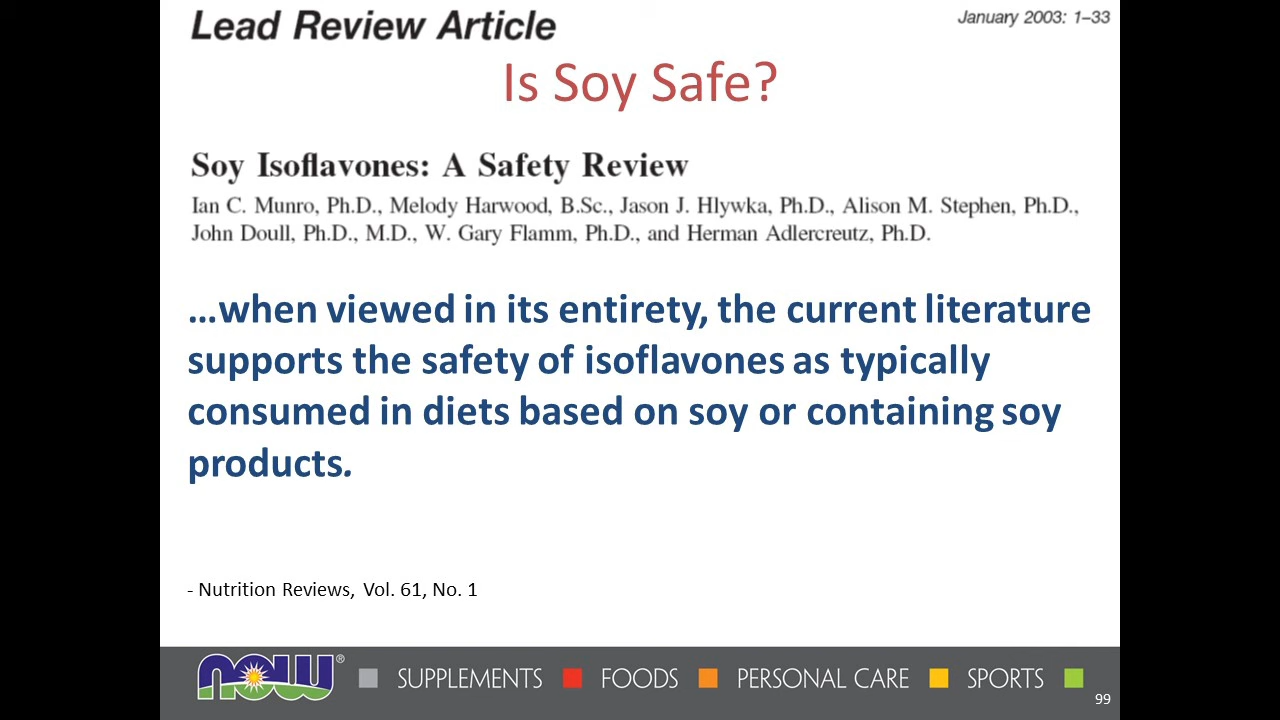 Lead Review Article
January 2003: 1–33
Is Soy Safe?
Soy Isoflavones: A Safety Review
Ian C. Munro, Ph.D., Melody Harwood, B.Sc., Jason J. Hlywka, Ph.D., Alison M. Stephen, Ph.D.,
John Doull, Ph.D., M.D., W. Gary Flamm, Ph.D., and Herman Adlercreutz, Ph.D.
...when viewed in its entirety, the current literature
supports the safety of isoflavones as typically
consumed in diets based on soy or containing soy
products.
- Nutrition Reviews, Vol. 61, No. 1
NOW® SUPPLEMENTS FOODS PERSONAL CARE SPORTS
99